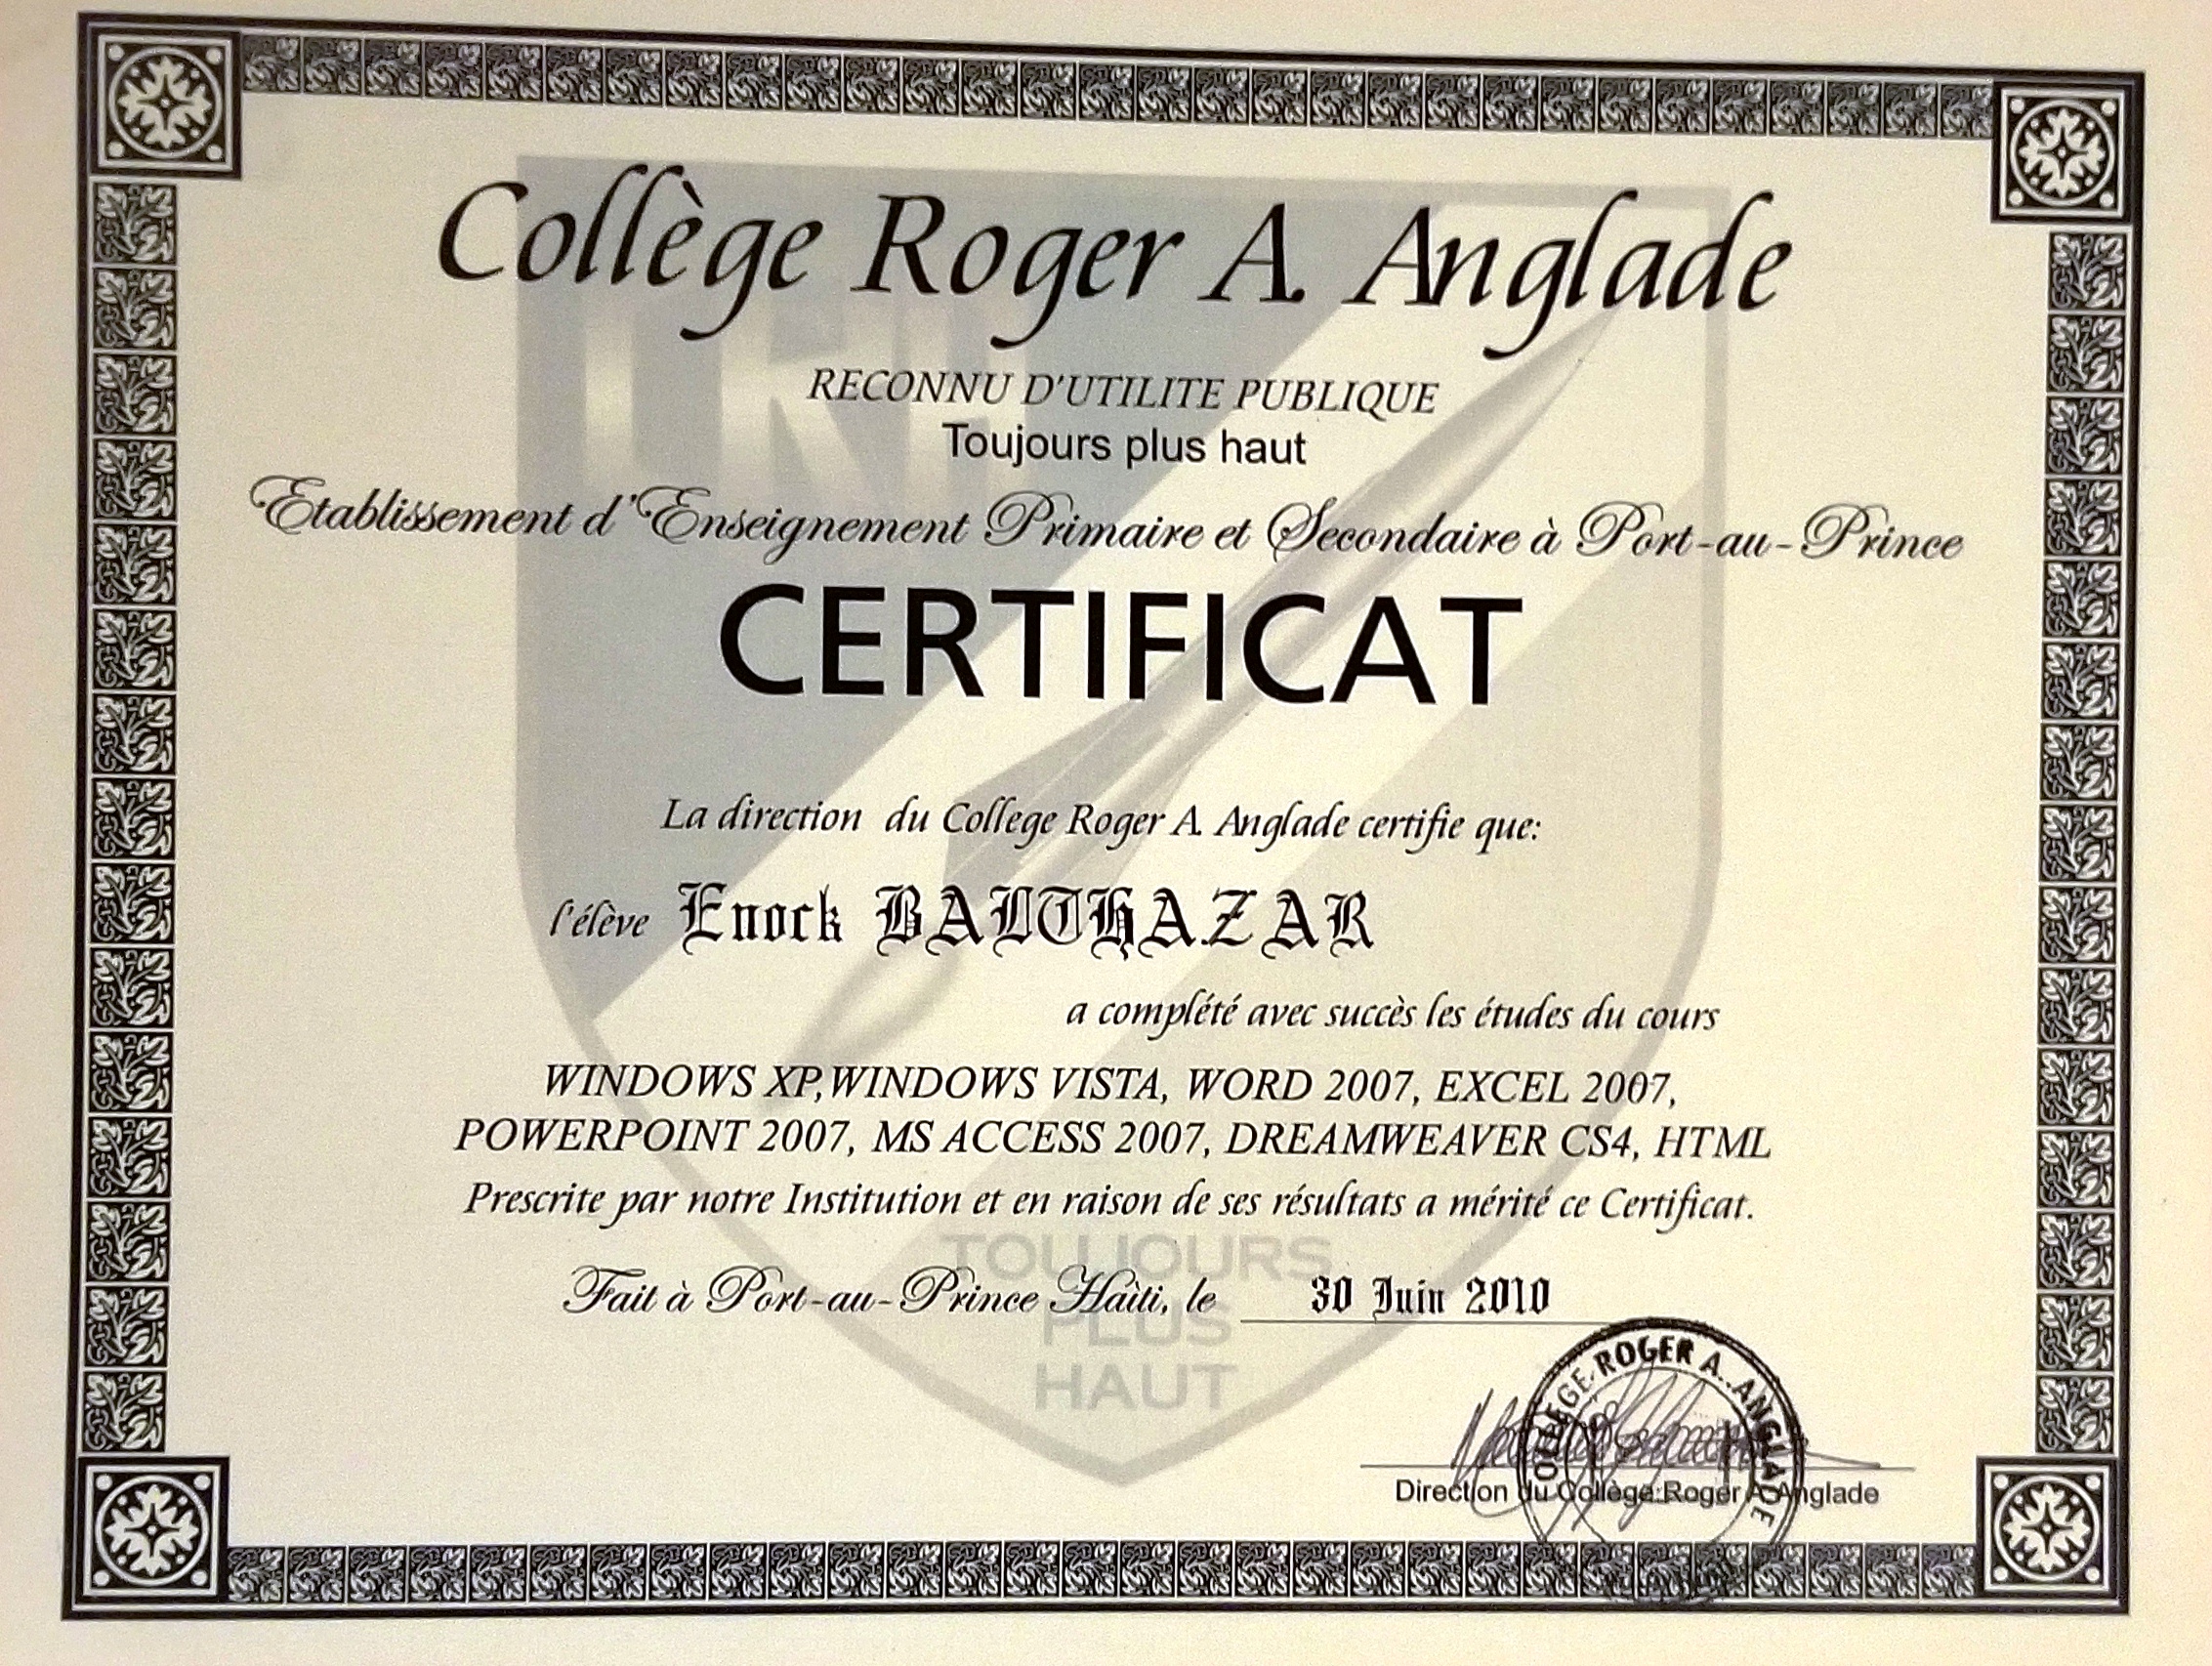 Collège Roger A. Anglade
RECONNU D'UTILITE PUBLIQUE
Toujours plus haut
Etablissement d'Enseignement Primaire et Secondaire à Port-au-Prince
CERTIFICAT
La direction du College Roger A. Anglade certifie que:
l'élève Enock BALTHAZAR
a complété avec succès les études du cours
WINDOWS XP, WINDOWS VISTA, WORD 2007, EXCEL 2007,
POWERPOINT 2007, MS ACCESS 2007, DREAMWEAVER CS4, HTML
Prescrite par notre Institution et en raison de ses résultats a mérité ce Certificat.
TOUJOURS
PLUS
HAUT
Fait à Port-au-Prince Haïti, le 30 Juin 2010
COLLEGE ROGER A. ANGLADE
Direction du Collège Roger A Anglade